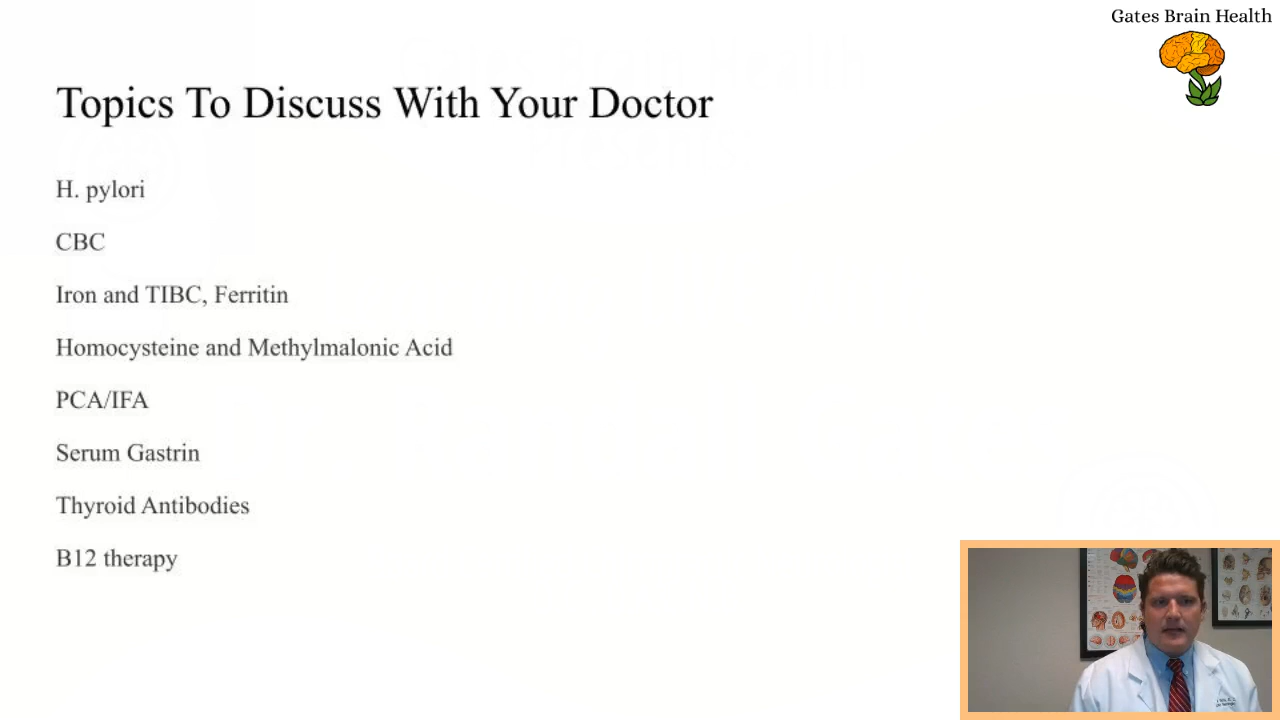 Gates Brain Health
Topics To Discuss With Your Doctor
H. pylori
CBC
Iron and TIBC, Ferritin
Homocysteine and Methylmalonic Acid
PCA/IFA
Serum Gastrin
Thyroid Antibodies
B12 therapy